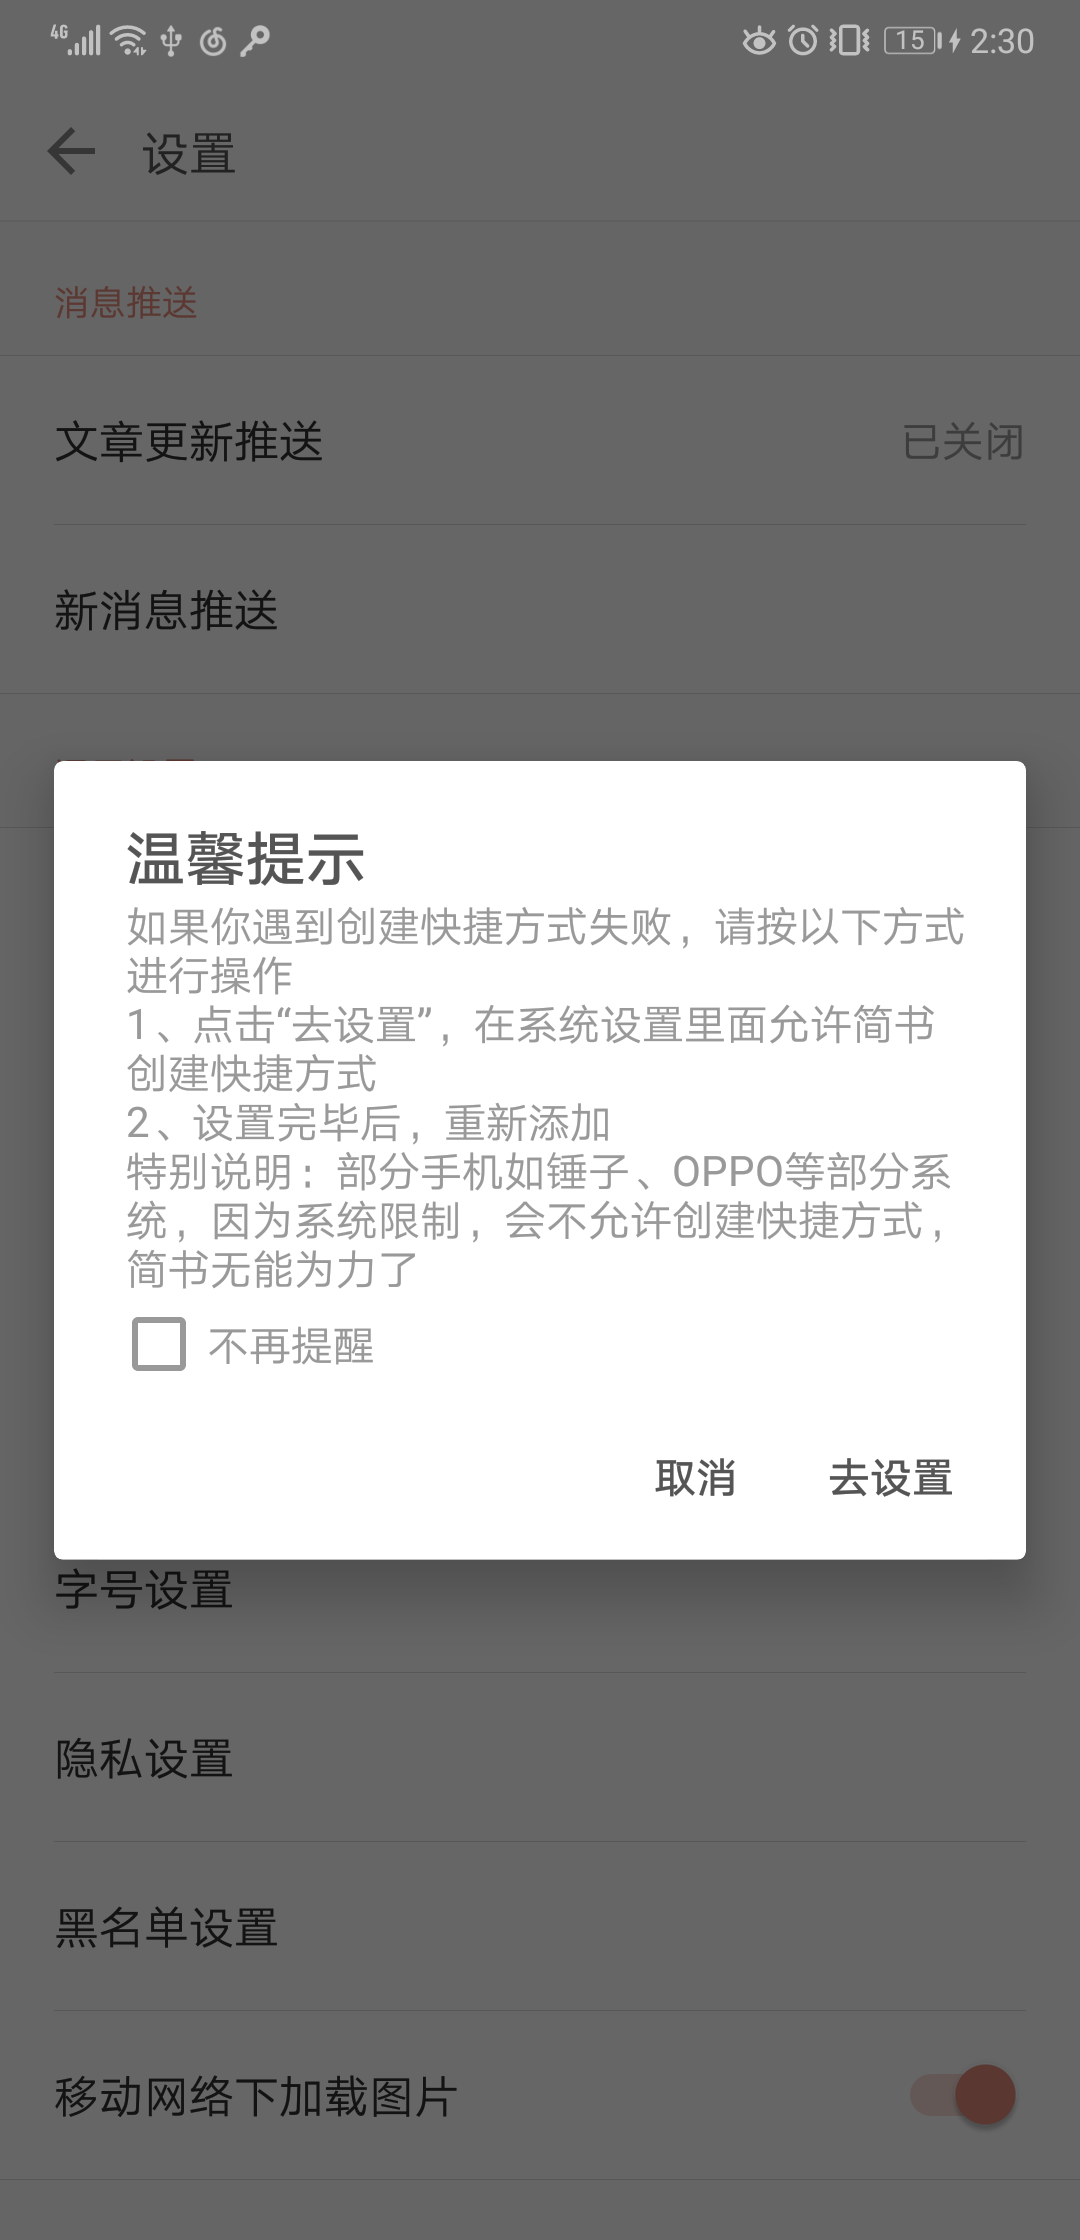 4G 15 2:30
设置
消息推送
文章更新推送 已关闭
新消息推送
温馨提示
如果你遇到创建快捷方式失败，请按以下方式
进行操作
1、点击“去设置”，在系统设置里面允许简书
创建快捷方式
2、设置完毕后，重新添加
特别说明：部分手机如锤子、OPPO等部分系
统，因为系统限制，会不允许创建快捷方式，
简书无能为力了
不再提醒
取消 去设置
字号设置
隐私设置
黑名单设置
移动网络下加载图片